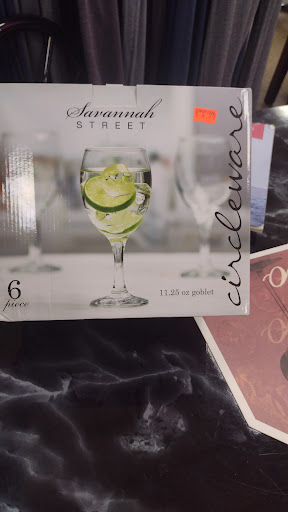 Savannah
STREET
circleware
6
piece
11.25 oz goblet